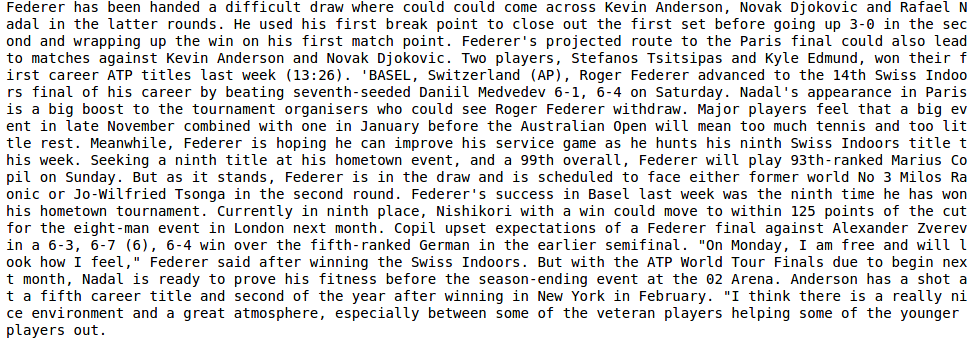 Federer has been handed a difficult draw where could could come across Kevin Anderson, Novak Djokovic and Rafael N
adal in the latter rounds. He used his first break point to close out the first set before going up 3-0 in the sec
ond and wrapping up the win on his first match point. Federer's projected route to the Paris final could also lead
to matches against Kevin Anderson and Novak Djokovic. Two players, Stefanos Tsitsipas and Kyle Edmund, won their f
irst career ATP titles last week (13:26). 'BASEL, Switzerland (AP), Roger Federer advanced to the 14th Swiss Indoo
rs final of his career by beating seventh-seeded Daniil Medvedev 6-1, 6-4 on Saturday. Nadal's appearance in Paris
is a big boost to the tournament organisers who could see Roger Federer withdraw. Major players feel that a big ev
ent in late November combined with one in January before the Australian Open will mean too much tennis and too lit
tle rest. Meanwhile, Federer is hoping he can improve his service game as he hunts his ninth Swiss Indoors title t
his week. Seeking a ninth title at his hometown event, and a 99th overall, Federer will play 93th-ranked Marius Co
pil on Sunday. But as it stands, Federer is in the draw and is scheduled to face either former world No 3 Milos Ra
onic or Jo-Wilfried Tsonga in the second round. Federer's success in Basel last week was the ninth time he has won
his hometown tournament. Currently in ninth place, Nishikori with a win could move to within 125 points of the cut
for the eight-man event in London next month. Copil upset expectations of a Federer final against Alexander Zverev
in a 6-3, 6-7 (6), 6-4 win over the fifth-ranked German in the earlier semifinal. "On Monday, I am free and will l
ook how I feel," Federer said after winning the Swiss Indoors. But with the ATP World Tour Finals due to begin nex
t month, Nadal is ready to prove his fitness before the season-ending event at the 02 Arena. Anderson has a shot a
t a fifth career title and second of the year after winning in New York in February. "I think there is a really ni
ce environment and a great atmosphere, especially between some of the veteran players helping some of the younger
players out.